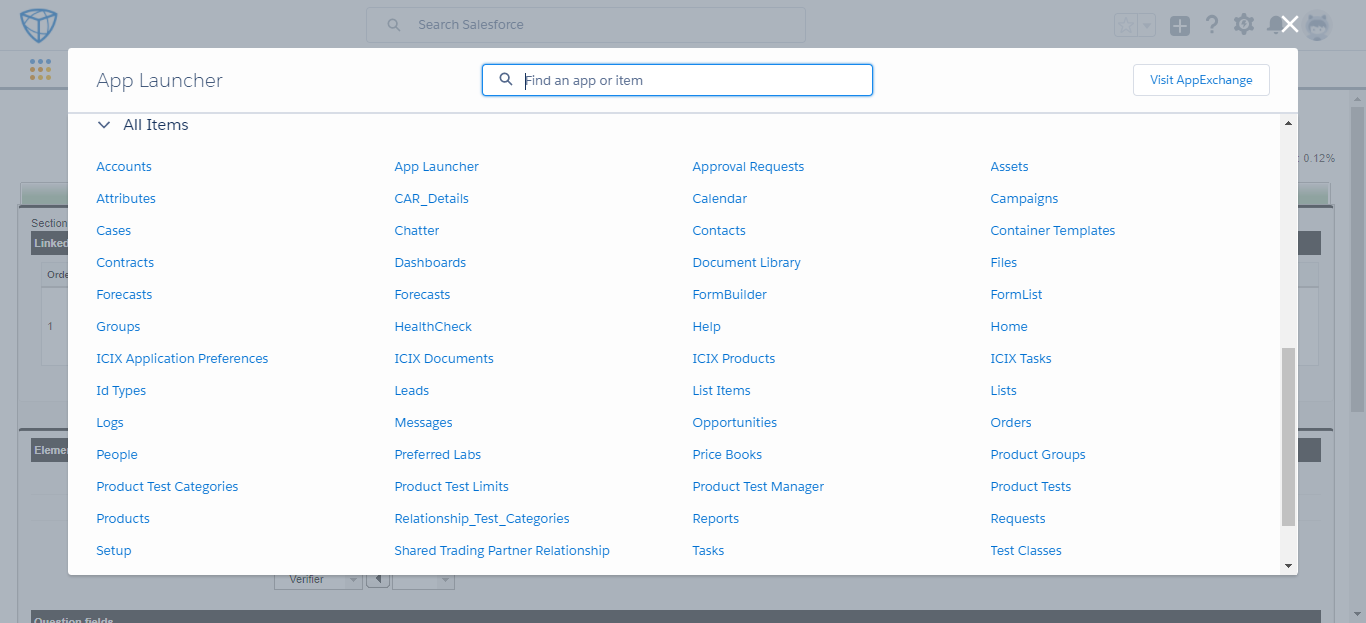 Search Salesforce
App Launcher
Find an app or item
Visit AppExchange
All Items
Accounts App Launcher Approval Requests Assets
: 0.12%
Attributes CAR_Details Calendar Campaigns
Section
Cases Chatter Contacts Container Templates
Linked
Contracts Dashboards Document Library Files
Orde
Forecasts Forecasts FormBuilder FormList
1
Groups HealthCheck Help Home
ICIX Application Preferences ICIX Documents ICIX Products ICIX Tasks
Id Types Leads List Items Lists
Logs Messages Opportunities Orders
Eleme
People Preferred Labs Price Books Product Groups
Product Test Categories Product Test Limits Product Test Manager Product Tests
Products Relationship_Test_Categories Reports Requests
Setup Shared Trading Partner Relationship Tasks Test Classes
Verifier
Question fields